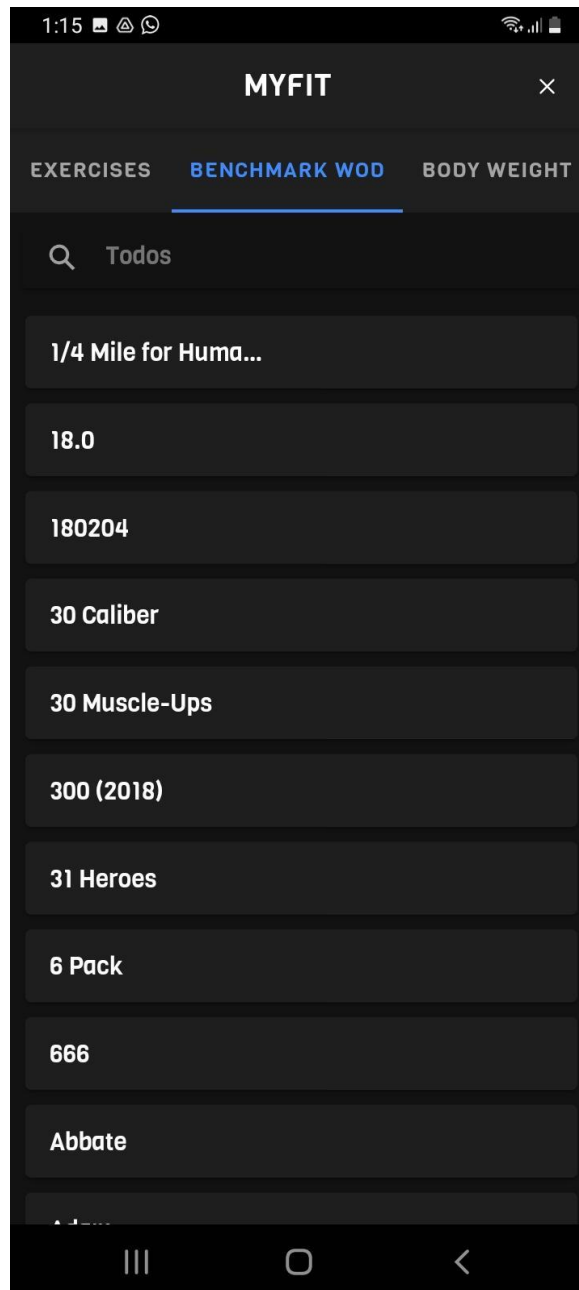 1:15
MYFIT
EXERCISES BENCHMARK WOD BODY WEIGHT
Todos
1/4 Mile for Huma...
18.0
180204
30 Caliber
30 Muscle-Ups
300 (2018)
31 Heroes
6 Pack
666
Abbate